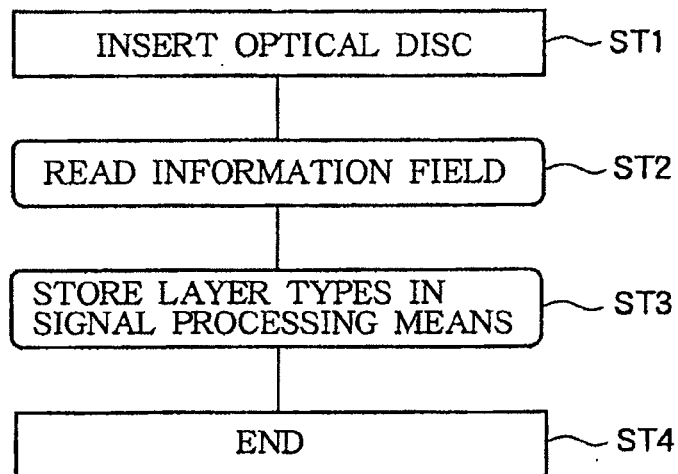 INSERT OPTICAL DISC ST1
READ INFORMATION FIELD ST2
STORE LAYER TYPES IN
SIGNAL PROCESSING MEANS ST3
END ST4